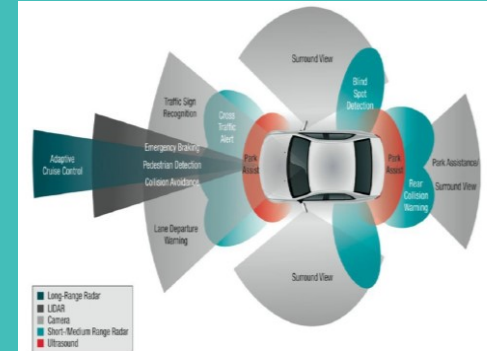 Surround View
Blind
Spot
Detection
Traffic Sign
Recognition
Cross
Traffic
Alert
Emergency Braking
Pedestrian Detection
Collision Avoidance
Adaptive
Cruise Control
Park
Assist
Park
Assist
Park Assistance/
Surround View
Rear
Collision
Warning
Lane Departure
Warning
Surround View
Long-Range Radar
LIDAR
Camera
Short-/Medium Range Radar
Ultrasound